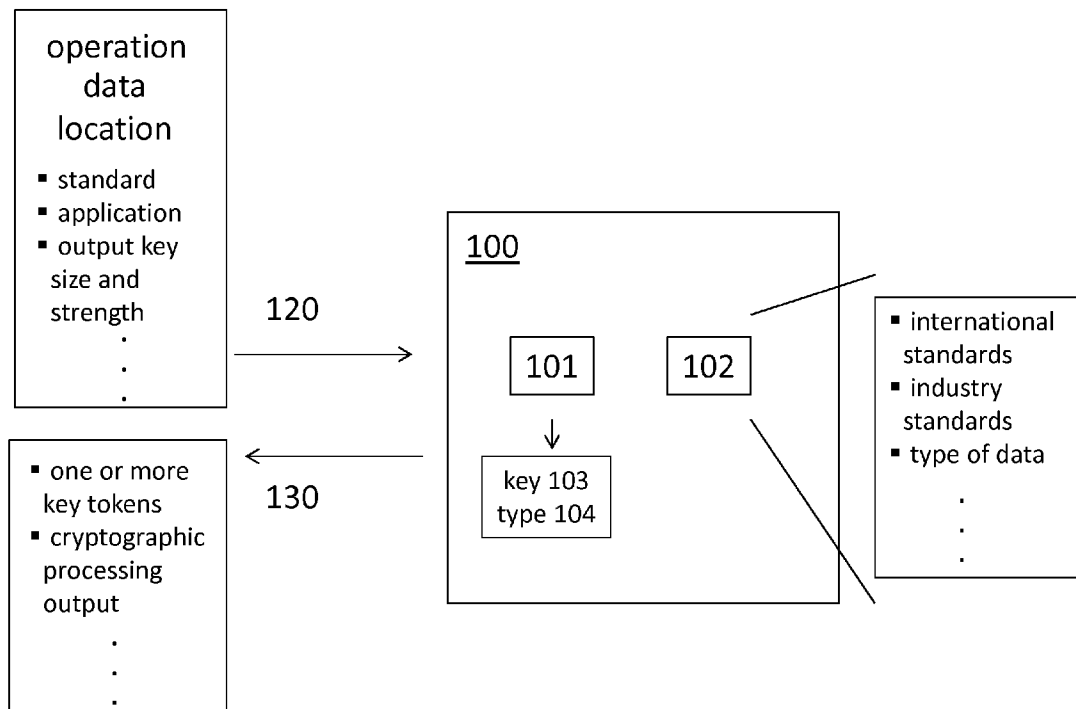 operation
data
location
▪ standard
▪ application
▪ output key
size and
strength
.
.
.
120
130
▪ one or more
key tokens
▪ cryptographic
processing
output
.
.
.
100
101
102
key 103
type 104
▪ international
standards
▪ industry
standards
▪ type of data
.
.
.